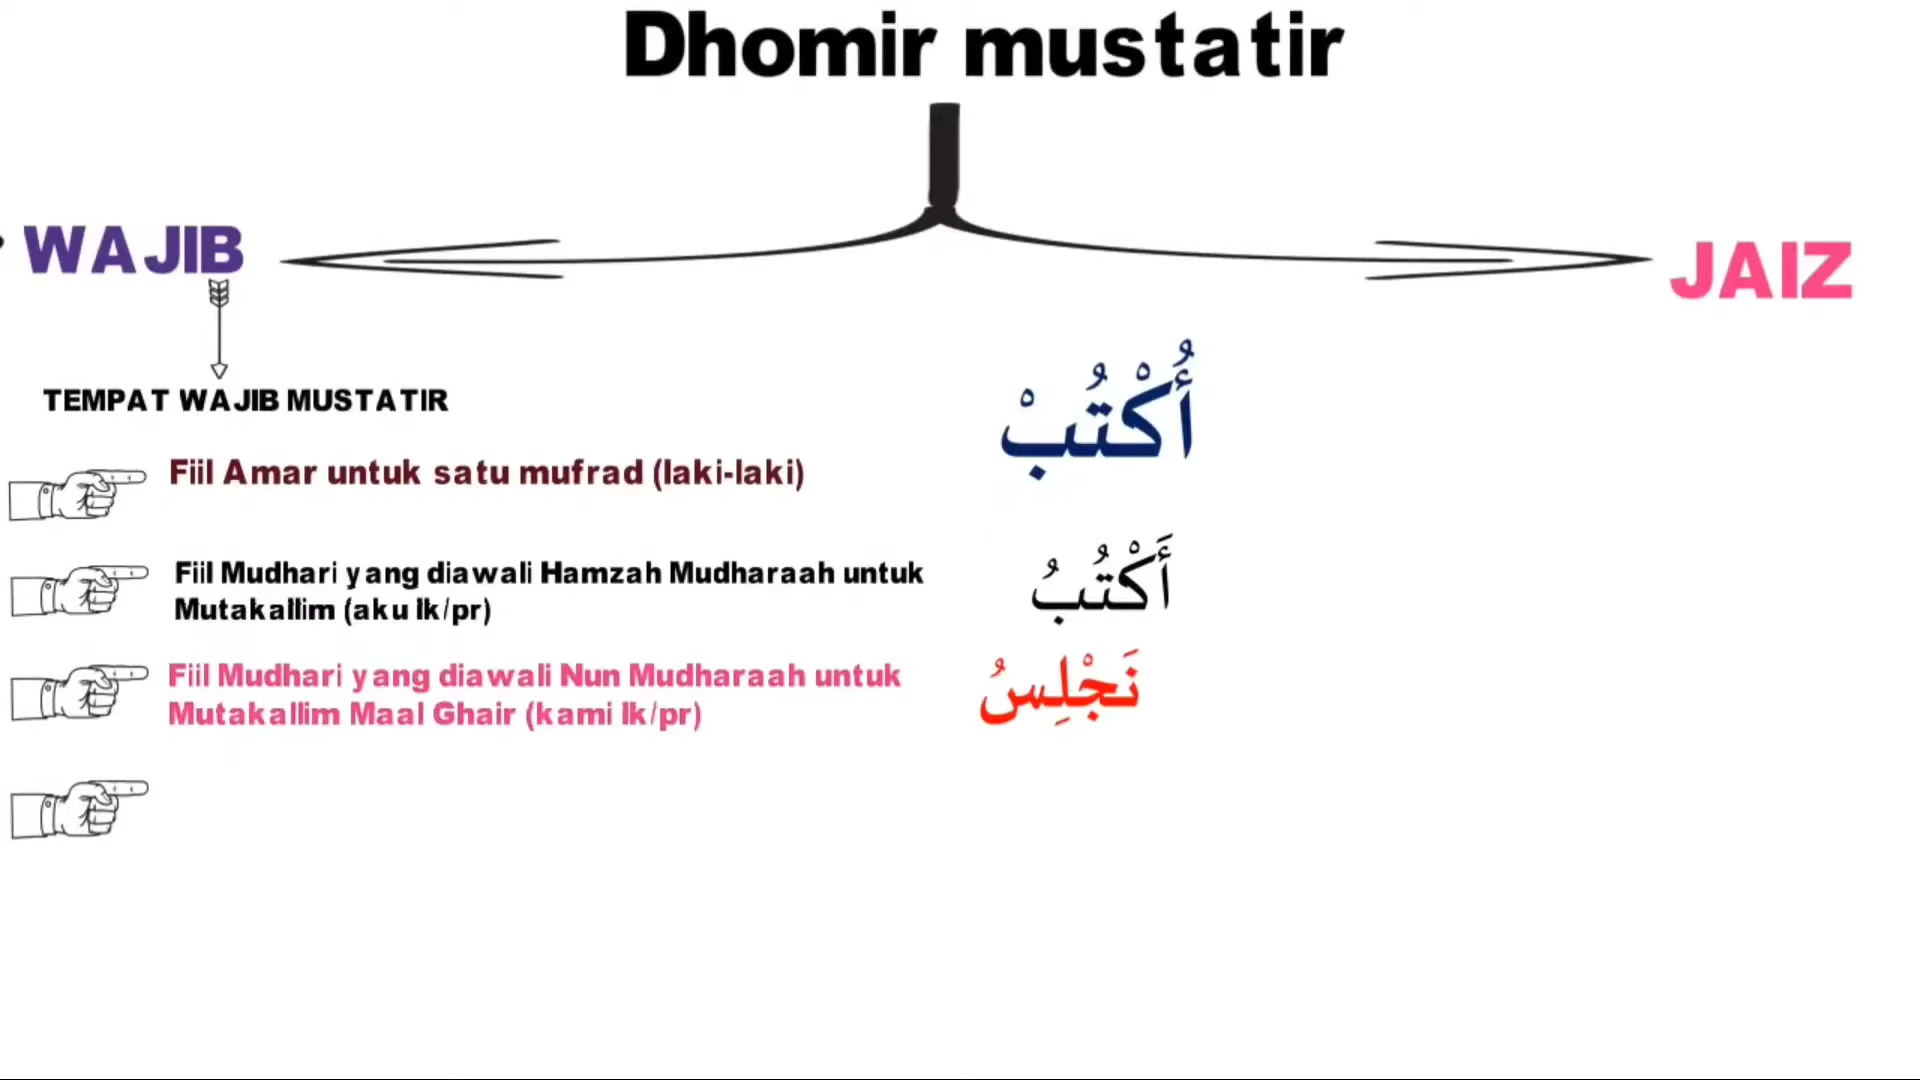 Dhomir mustatir
WAJIB
JAIZ
TEMPAT WAJIB MUSTATIR
Fiil Amar untuk satu mufrad (laki-laki)
أُكْتُبْ
Fiil Mudhari yang diawali Hamzah Mudharaah untuk
Mutakallim (aku lk/pr)
أَكْتُبُ
Fiil Mudhari yang diawali Nun Mudharaah untuk
Mutakallim Maal Ghair (kami lk/pr)
نَجْلِسُ